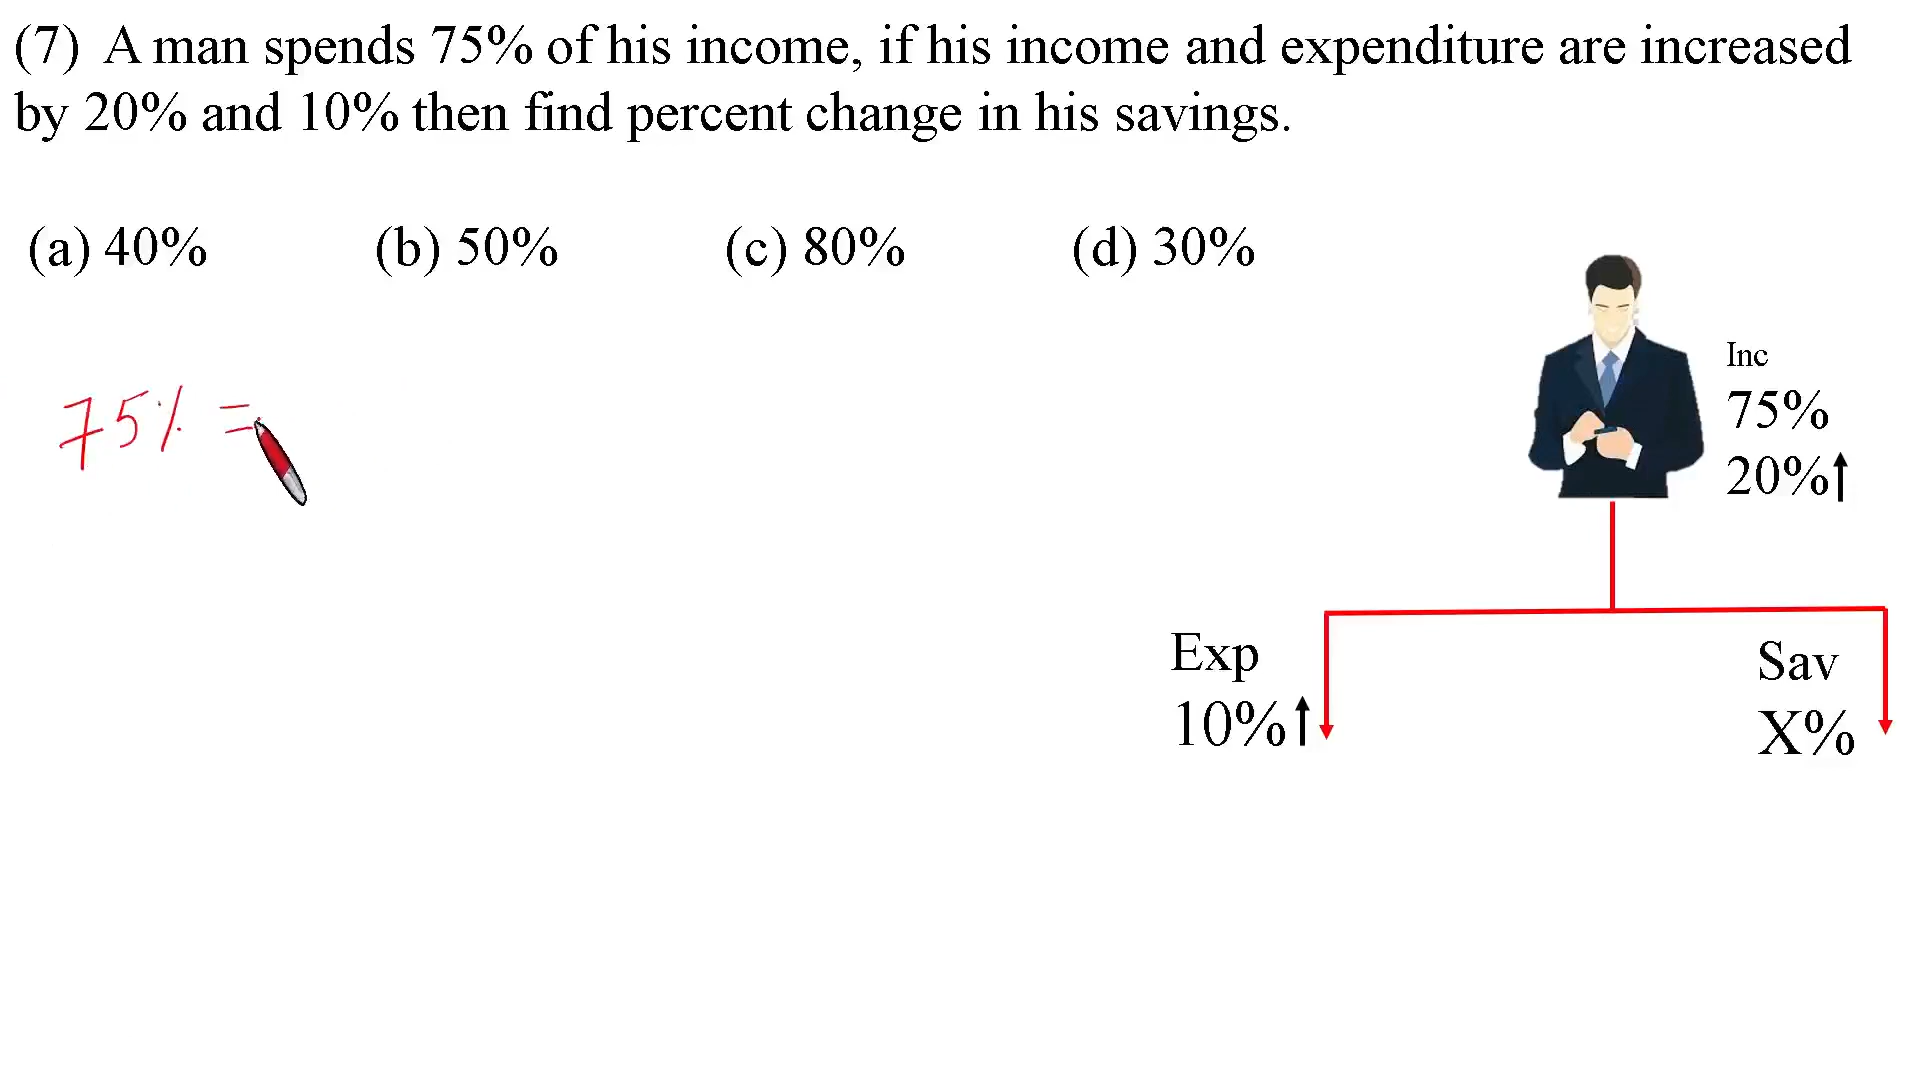 (7) A man spends 75% of his income, if his income and expenditure are increased
by 20% and 10% then find percent change in his savings.
(a) 40% (b) 50% (c) 80% (d) 30%
75% =
Inc
75%
20%↑
Exp
10%↑
Sav
X%